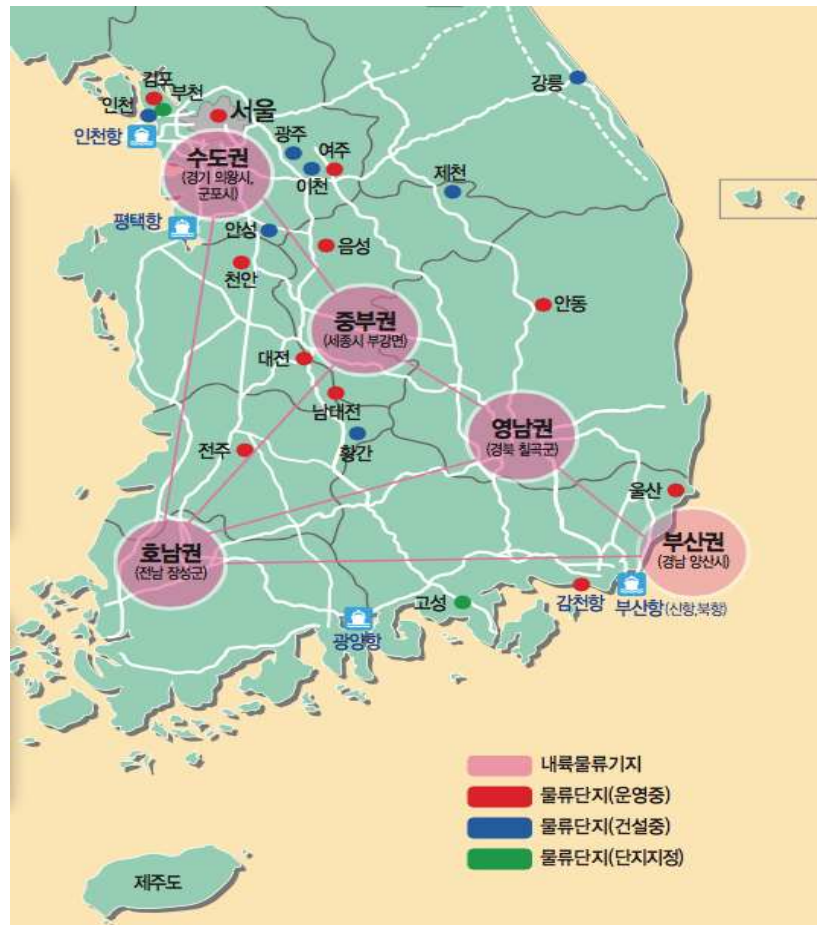 강릉
김포
부천
인천
서울
인천항
광주
여주
이천
수도권
(경기 의왕시,
군포시)
제천
평택항
안성
음성
천안
안동
중부권
(세종시 부강면)
대전
남대전
영남권
(경북 칠곡군)
전주
황간
울산
호남권
(전남 장성군)
부산권
(경남 양산시)
고성
감천항
부산항(신항,북항)
광양항
내륙물류기지
물류단지(운영중)
물류단지(건설중)
물류단지(단지지정)
제주도